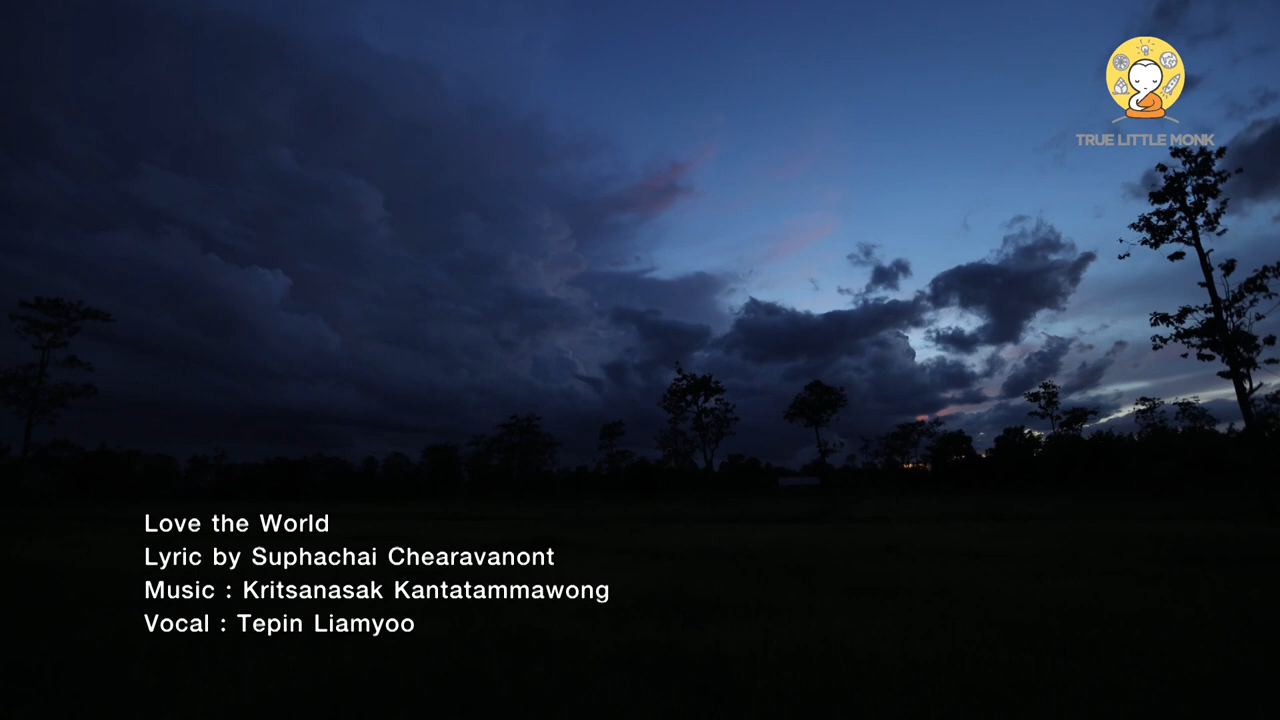 TRUE LITTLE MONK
Love the World
Lyric by Suphachai Chearavanont
Music : Kritsanasak Kantatammawong
Vocal : Tepin Liamyoo